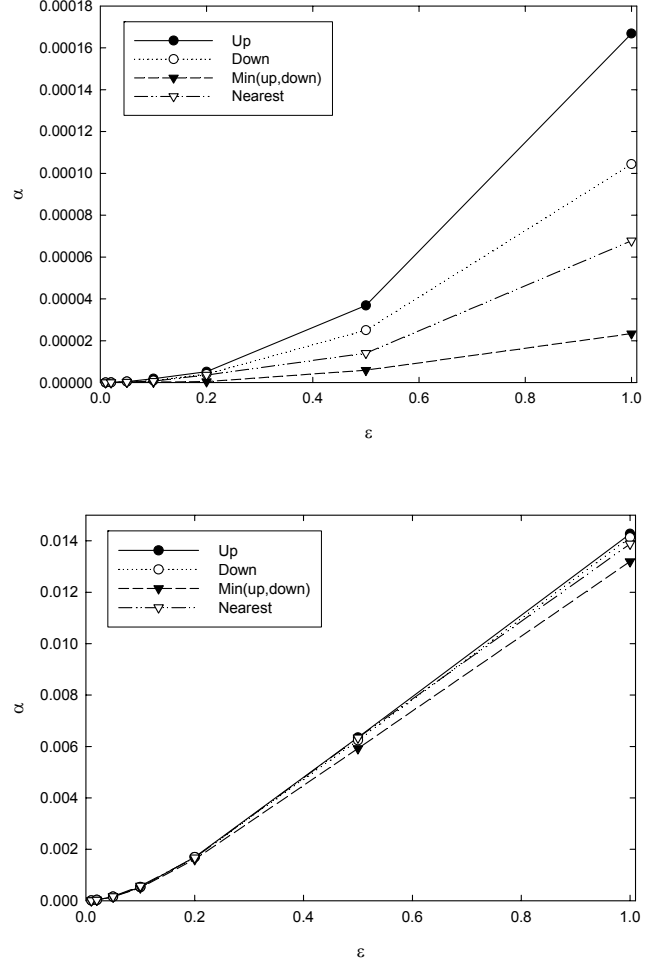 0.00018
0.00016
0.00014
0.00012
0.00010
0.00008
0.00006
0.00004
0.00002
0.00000
α
Up
Down
Min(up,down)
Nearest
0.0 0.2 0.4 0.6 0.8 1.0
ε
0.014
0.012
0.010
0.008
0.006
0.004
0.002
0.000
α
Up
Down
Min(up,down)
Nearest
0.0 0.2 0.4 0.6 0.8 1.0
ε